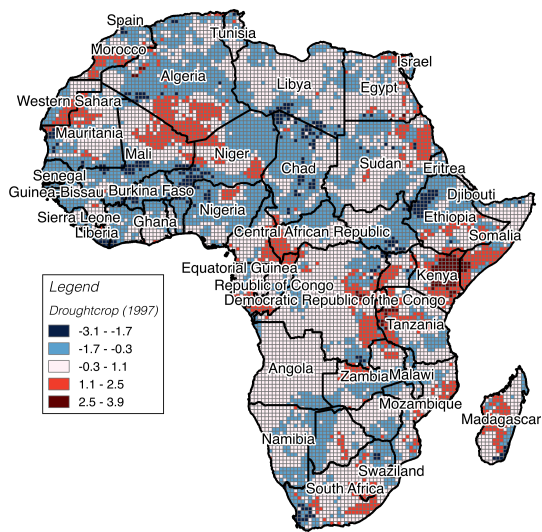 Spain
Tunisia
Morocco
Israel
Algeria
Libya
Egypt
Western Sahara
Mauritania
Mali
Niger
Chad
Sudan
Eritrea
Senegal
Guinea-Bissau
Burkina Faso
Djibouti
Nigeria
Sierra Leone
Ghana
Ethiopia
Liberia
Central African Republic
Somalia
Equatorial Guinea
Kenya
Republic of Congo
Democratic Republic of the Congo
Tanzania
Angola
Zambia
Malawi
Mozambique
Madagascar
Namibia
Swaziland
South Africa
Legend
Droughtcrop (1997)
-3.1 - -1.7
-1.7 - -0.3
-0.3 - 1.1
1.1 - 2.5
2.5 - 3.9